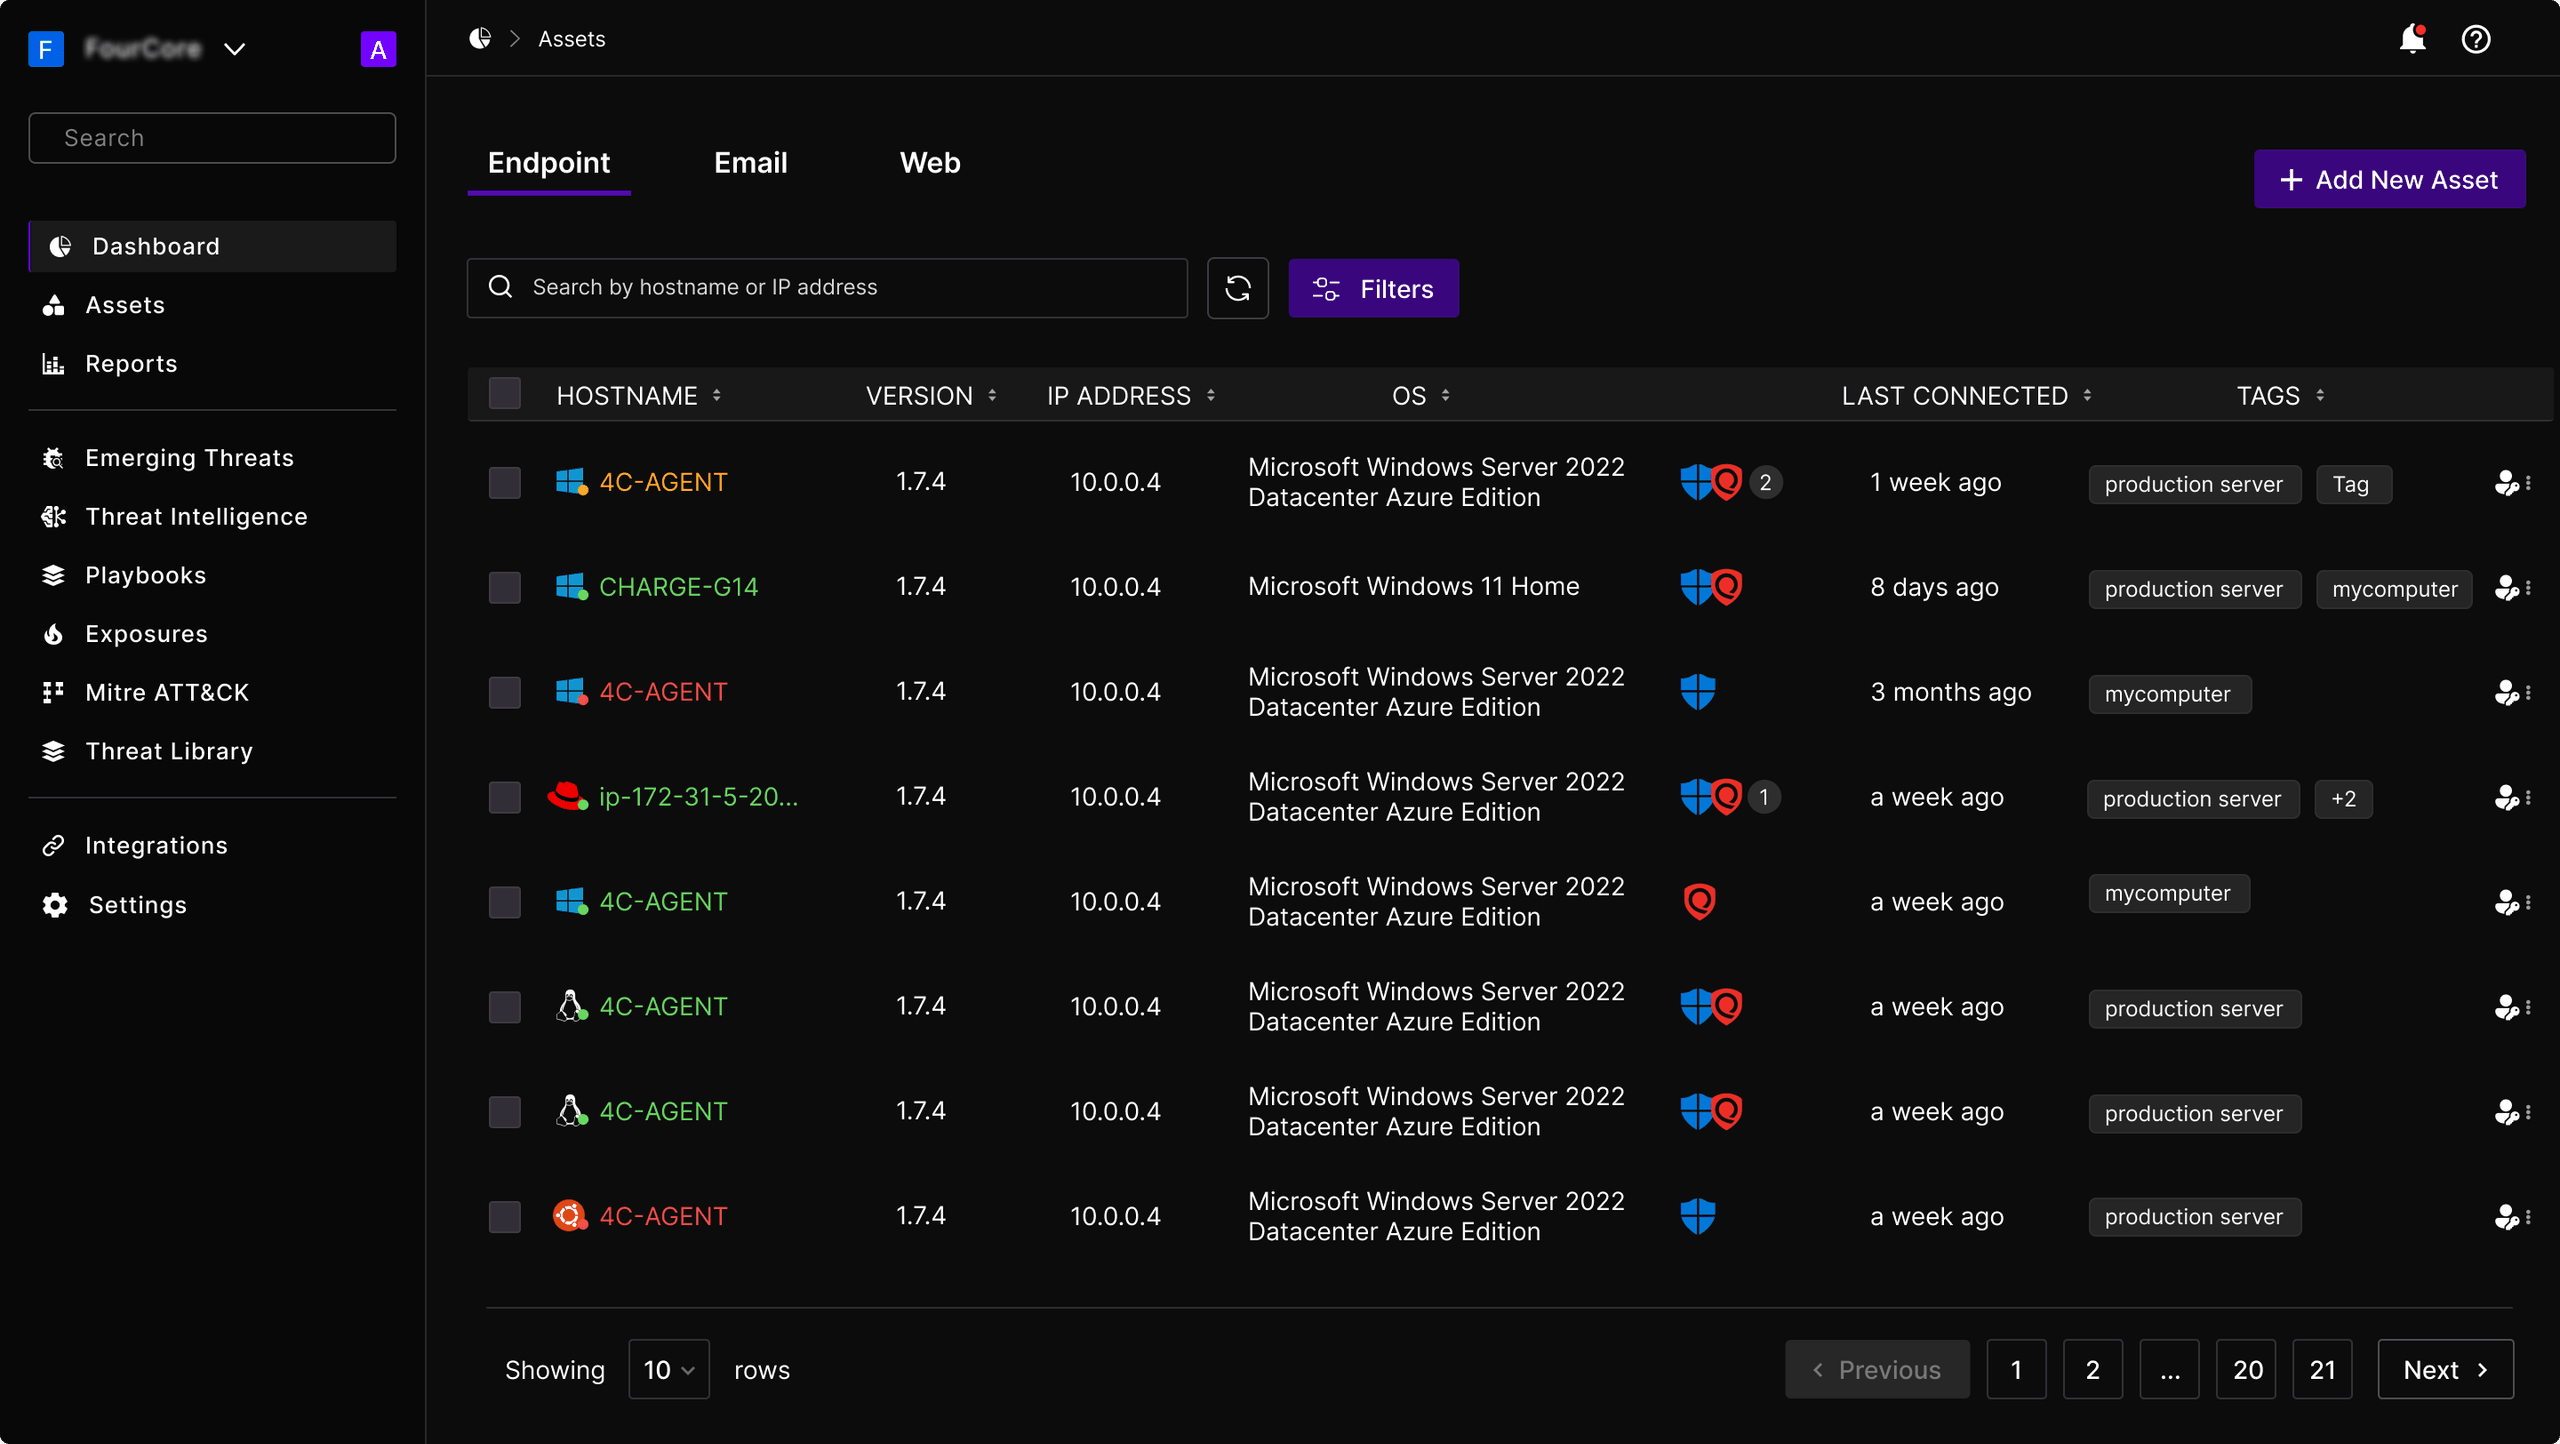 F FourCore A
Search
Dashboard
Assets
Reports
Emerging Threats
Threat Intelligence
Playbooks
Exposures
Mitre ATT&CK
Threat Library
Integrations
Settings
Assets
Endpoint Email Web
+ Add New Asset
Search by hostname or IP address
Filters
HOSTNAME VERSION IP ADDRESS OS LAST CONNECTED TAGS
4C-AGENT 1.7.4 10.0.0.4 Microsoft Windows Server 2022
Datacenter Azure Edition 2 1 week ago production server Tag
CHARGE-G14 1.7.4 10.0.0.4 Microsoft Windows 11 Home 8 days ago production server mycomputer
4C-AGENT 1.7.4 10.0.0.4 Microsoft Windows Server 2022
Datacenter Azure Edition 3 months ago mycomputer
ip-172-31-5-20... 1.7.4 10.0.0.4 Microsoft Windows Server 2022
Datacenter Azure Edition 1 a week ago production server +2
4C-AGENT 1.7.4 10.0.0.4 Microsoft Windows Server 2022
Datacenter Azure Edition a week ago mycomputer
4C-AGENT 1.7.4 10.0.0.4 Microsoft Windows Server 2022
Datacenter Azure Edition a week ago production server
4C-AGENT 1.7.4 10.0.0.4 Microsoft Windows Server 2022
Datacenter Azure Edition a week ago production server
4C-AGENT 1.7.4 10.0.0.4 Microsoft Windows Server 2022
Datacenter Azure Edition a week ago production server
Showing 10 rows
Previous 1 2 ... 20 21 Next